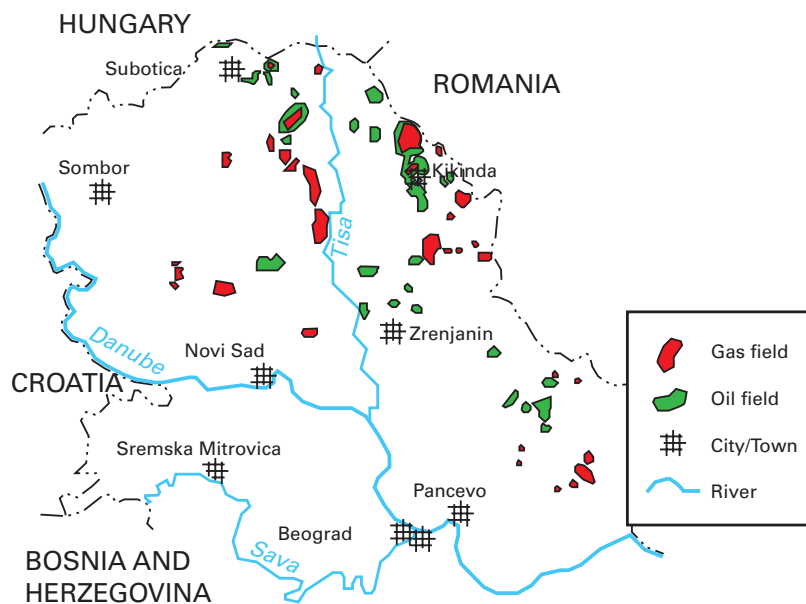 HUNGARY
Subotica
ROMANIA
Kikinda
Sombor
Tisa
Danube
Novi Sad
Zrenjanin
CROATIA
Sremska Mitrovica
Pancevo
Beograd
Sava
BOSNIA AND
HERZEGOVINA
Gas field
Oil field
City/Town
River